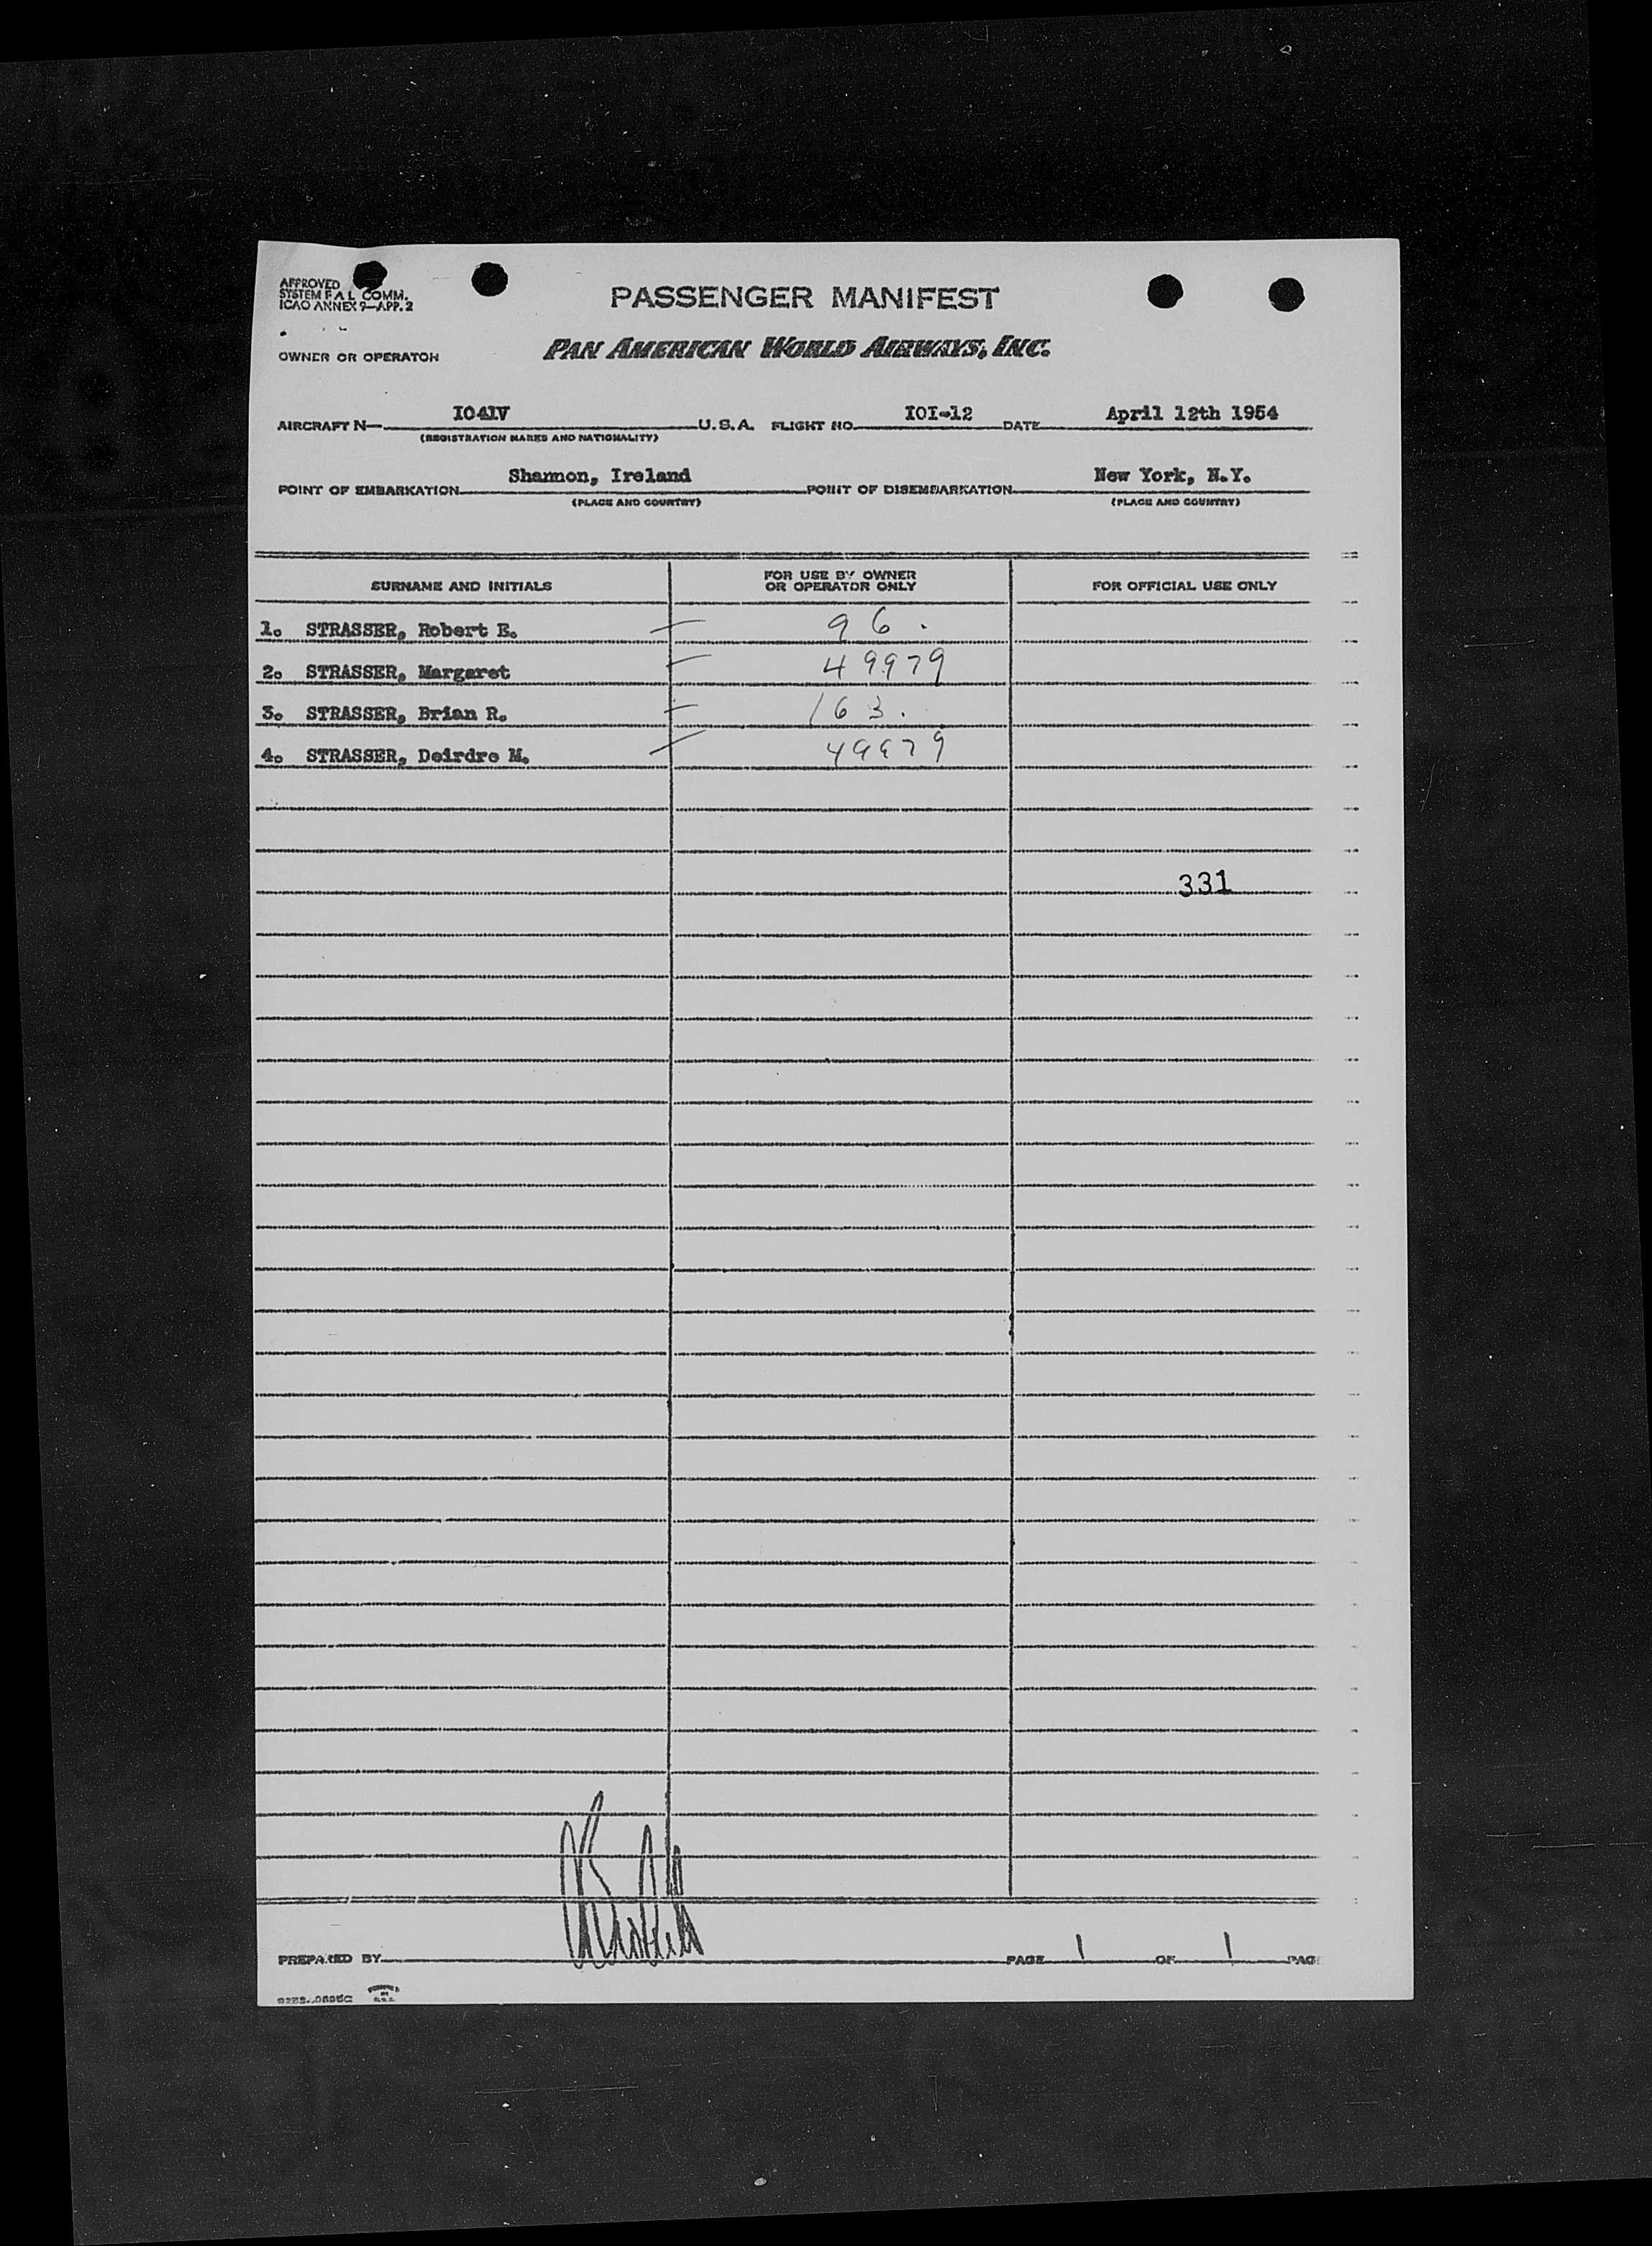 APPROVED
SYSTEM F A L COMM.
ICAO ANNEX 9—APP. 2
PASSENGER MANIFEST
OWNER OR OPERATOR
PAN AMERICAN WORLD AIRWAYS, INC.
AIRCRAFT N— I041V U.S.A. FLIGHT NO. I0I-12 DATE April 12th 1954
(REGISTRATION MARKS AND NATIONALITY)
POINT OF EMBARKATION Shannon, Ireland POINT OF DISEMBARKATION New York, N.Y.
(PLACE AND COUNTRY) (PLACE AND COUNTRY)
SURNAME AND INITIALS FOR USE BY OWNER OR OPERATOR ONLY FOR OFFICIAL USE ONLY
1. STRASSER, Robert E. 96.
2. STRASSER, Margaret 49979
3. STRASSER, Brian R. 163.
4. STRASSER, Deirdre M. 49979
331
PREPARED BY PAGE 1 OF 1 PAG